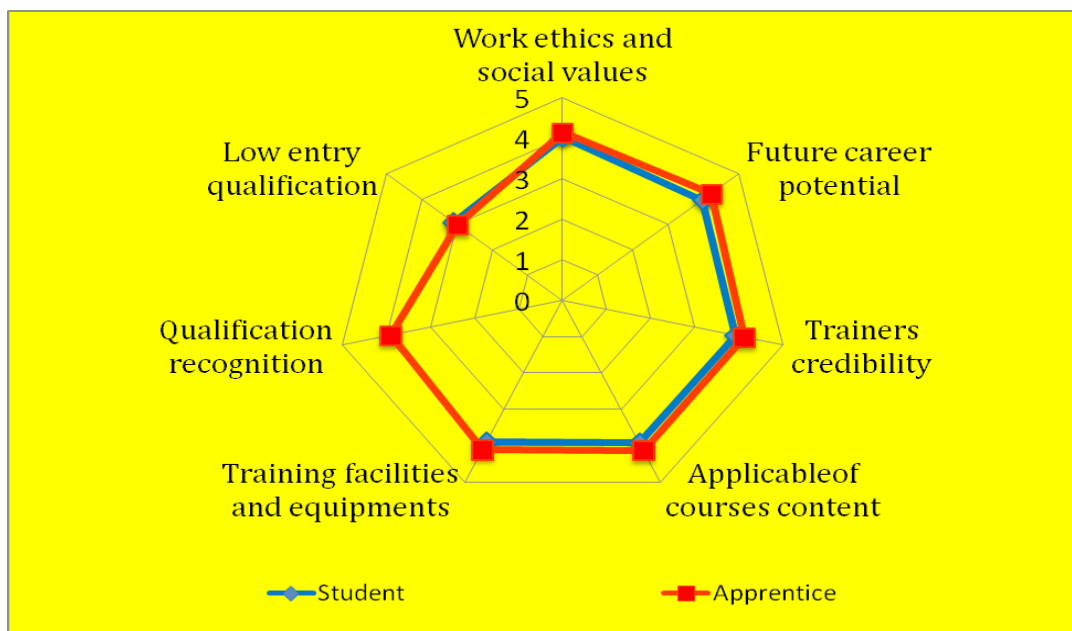 Work ethics and
social values
5
4
3
2
1
0
Future career
potential
Trainers
credibility
Applicableof
courses content
Training facilities
and equipments
Qualification
recognition
Low entry
qualification
Student
Apprentice